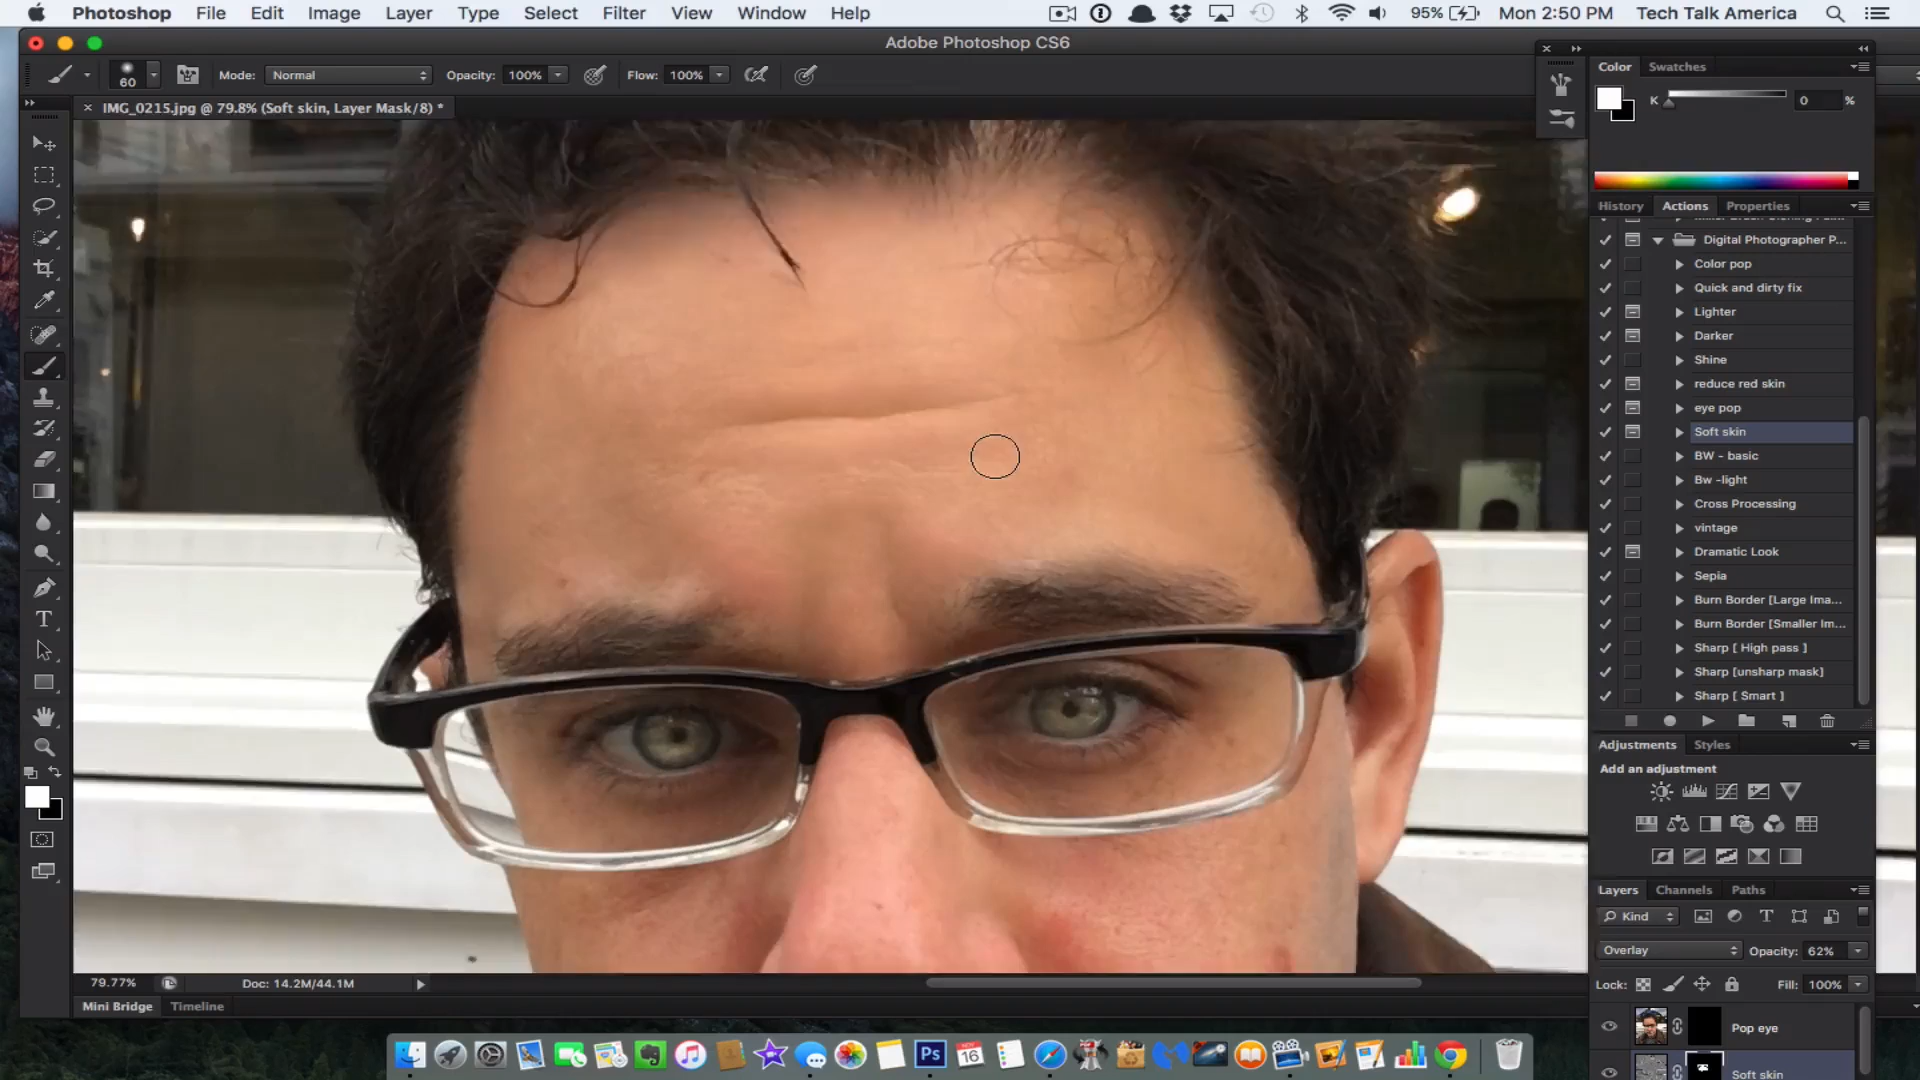 Photoshop File Edit Image Layer Type Select Filter View Window Help 95% Mon 2:50 PM Tech Talk America
Adobe Photoshop CS6
60 Mode: Normal Opacity: 100% Flow: 100%
IMG_0215.jpg @ 79.8% (Soft skin, Layer Mask/8) *
Color Swatches
K 0 %
History Actions Properties
Digital Photographer P...
Color pop
Quick and dirty fix
Lighter
Darker
Shine
reduce red skin
eye pop
Soft skin
BW - basic
Bw -light
Cross Processing
vintage
Dramatic Look
Sepia
Burn Border [Large Ima...
Burn Border [Smaller Im...
Sharp [ High pass ]
Sharp [unsharp mask]
Sharp [ Smart ]
Adjustments Styles
Add an adjustment
Layers Channels Paths
Kind
Overlay Opacity: 62%
Lock: Fill: 100%
Pop eye
Soft skin
79.77% Doc: 14.2M/44.1M
Mini Bridge Timeline
Ps NOV 16